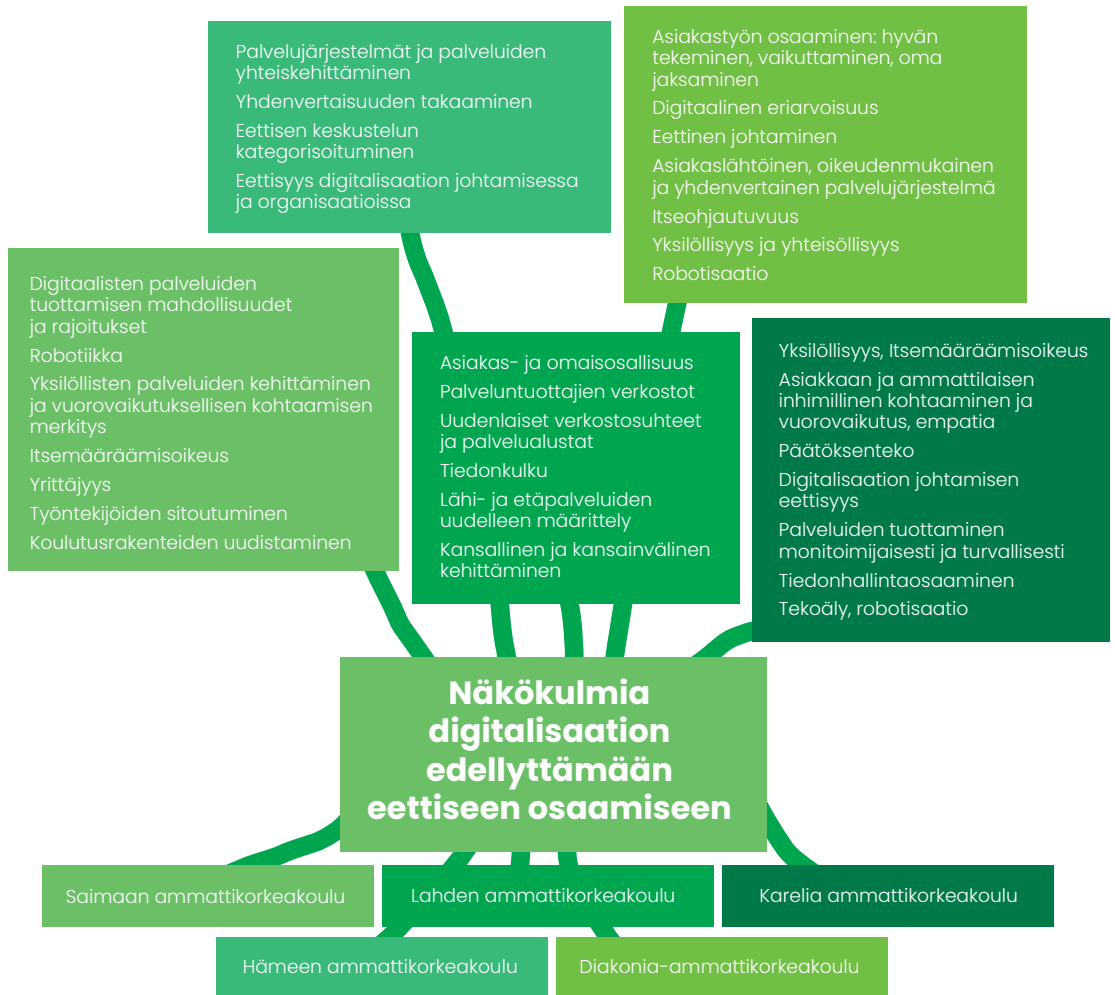 Palvelujärjestelmät ja palveluiden
yhteiskehittäminen
Yhdenvertaisuuden takaaminen
Eettisen keskustelun
kategorisoituminen
Eettisyys digitalisaation johtamisessa
ja organisaatioissa
Asiakastyön osaaminen: hyvän
tekeminen, vaikuttaminen, oma
jaksaminen
Digitaalinen eriarvoisuus
Eettinen johtaminen
Asiakaslähtöinen, oikeudenmukainen
ja yhdenvertainen palvelujärjestelmä
Itseohjautuvuus
Yksilöllisyys ja yhteisöllisyys
Robotisaatio
Digitaalisten palveluiden
tuottamisen mahdollisuudet
ja rajoitukset
Robotiikka
Yksilöllisten palveluiden kehittäminen
ja vuorovaikutuksellisen kohtaamisen
merkitys
Itsemääräämisoikeus
Yrittäjyys
Työntekijöiden sitoutuminen
Koulutusrakenteiden uudistaminen
Asiakas- ja omaisosallisuus
Palveluntuottajien verkostot
Uudenlaiset verkostosuhteet
ja palvelualustat
Tiedonkulku
Lähi- ja etäpalveluiden
uudelleen määrittely
Kansallinen ja kansainvälinen
kehittäminen
Yksilöllisyys, Itsemääräämisoikeus
Asiakkaan ja ammattilaisen
inhimillinen kohtaaminen ja
vuorovaikutus, empatia
Päätöksenteko
Digitalisaation johtamisen
eettisyys
Palveluiden tuottaminen
monitoimijaisesti ja turvallisesti
Tiedonhallintaosaaminen
Tekoäly, robotisaatio
Näkökulmia
digitalisaation
edellyttämään
eettiseen osaamiseen
Saimaan ammattikorkeakoulu
Lahden ammattikorkeakoulu
Karelia ammattikorkeakoulu
Hämeen ammattikorkeakoulu
Diakonia-ammattikorkeakoulu